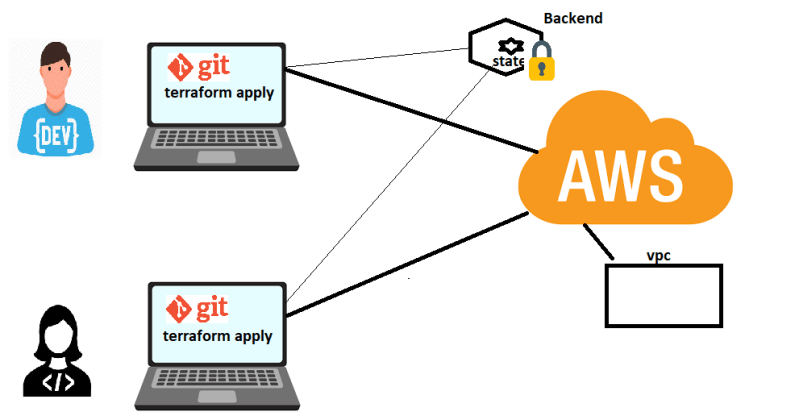 Backend
state
git
terraform apply
{DEV}
AWS
vpc
git
terraform apply
</>